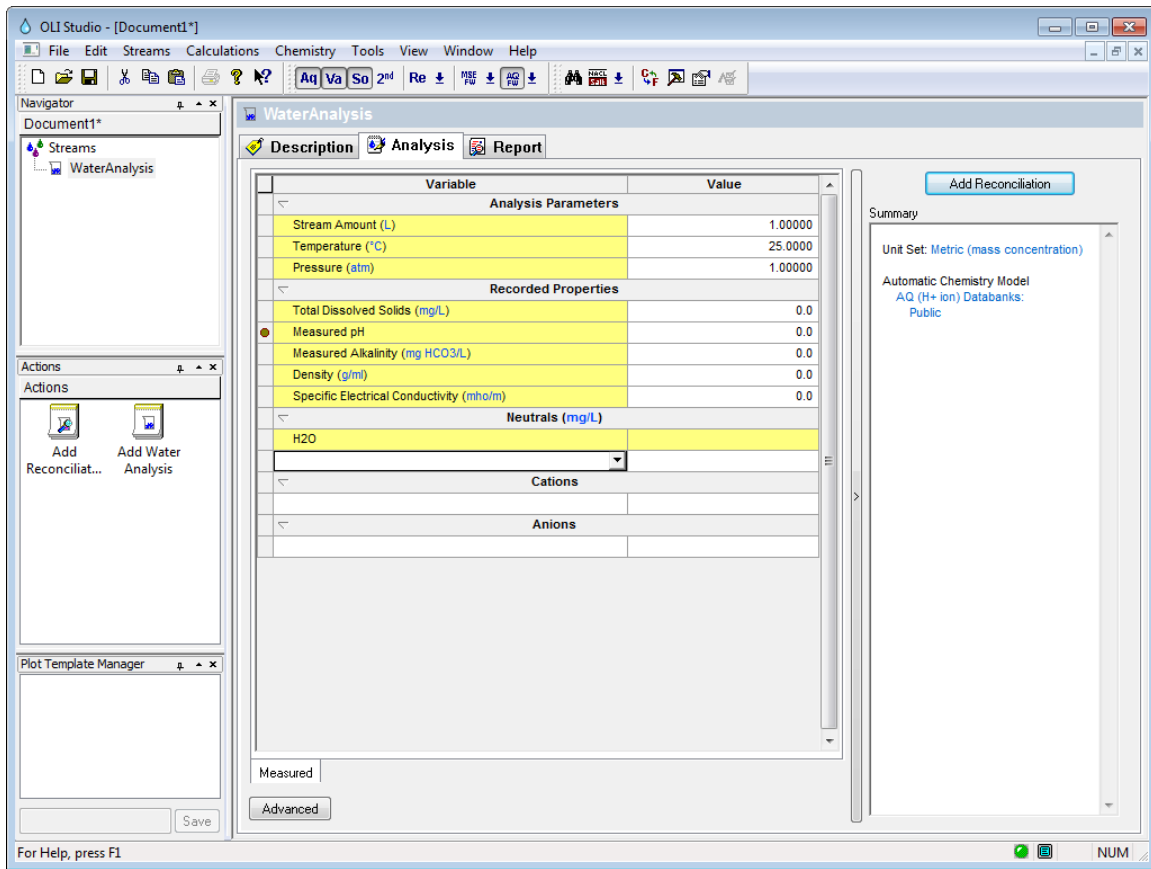 OLI Studio - [Document1*]
File Edit Streams Calculations Chemistry Tools View Window Help
Aq Va So 2nd Re MSE FW AQ FW
Navigator
Document1*
Streams
WaterAnalysis
Actions
Actions
Add Reconciliat...
Add Water Analysis
Plot Template Manager
Save
WaterAnalysis
Description Analysis Report
Variable Value
Analysis Parameters
Stream Amount (L) 1.00000
Temperature (°C) 25.0000
Pressure (atm) 1.00000
Recorded Properties
Total Dissolved Solids (mg/L) 0.0
Measured pH 0.0
Measured Alkalinity (mg HCO3/L) 0.0
Density (g/ml) 0.0
Specific Electrical Conductivity (mho/m) 0.0
Neutrals (mg/L)
H2O
Cations
Anions
Measured
Advanced
Add Reconciliation
Summary
Unit Set: Metric (mass concentration)
Automatic Chemistry Model
AQ (H+ ion) Databanks:
Public
For Help, press F1 NUM